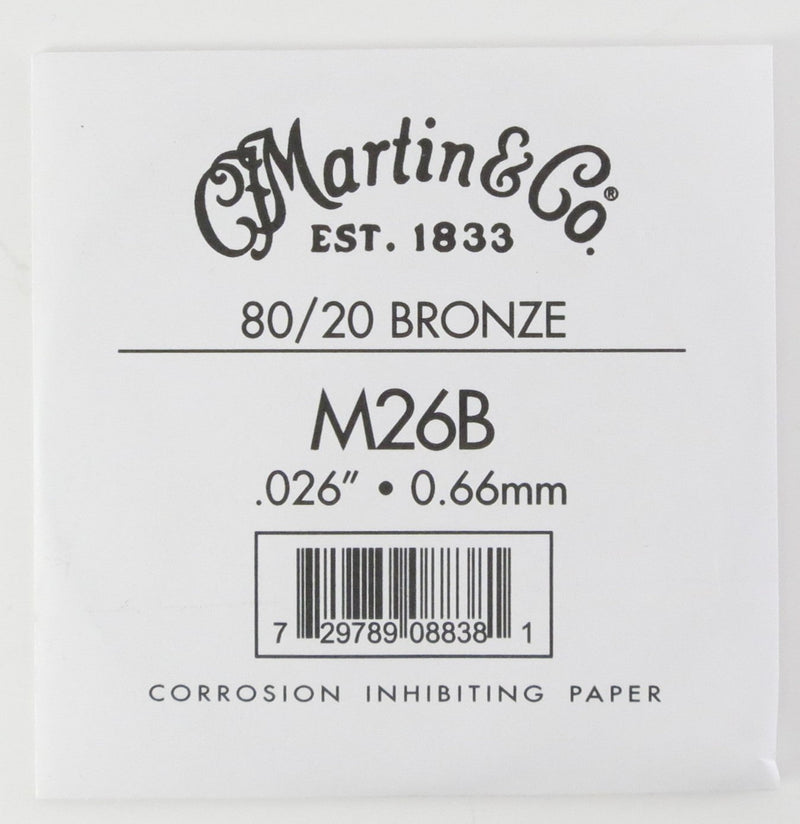 CFMartin & Co.®
EST. 1833
80/20 BRONZE
M26B
.026” • 0.66mm
7 29789 08838 1
CORROSION INHIBITING PAPER